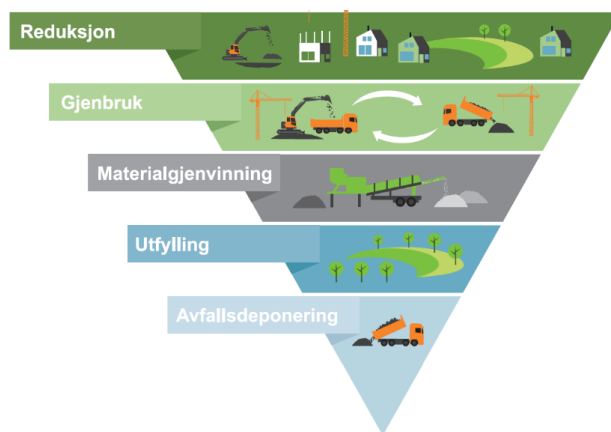 Reduksjon
Gjenbruk
Materialgjenvinning
Utfylling
Avfallsdeponering